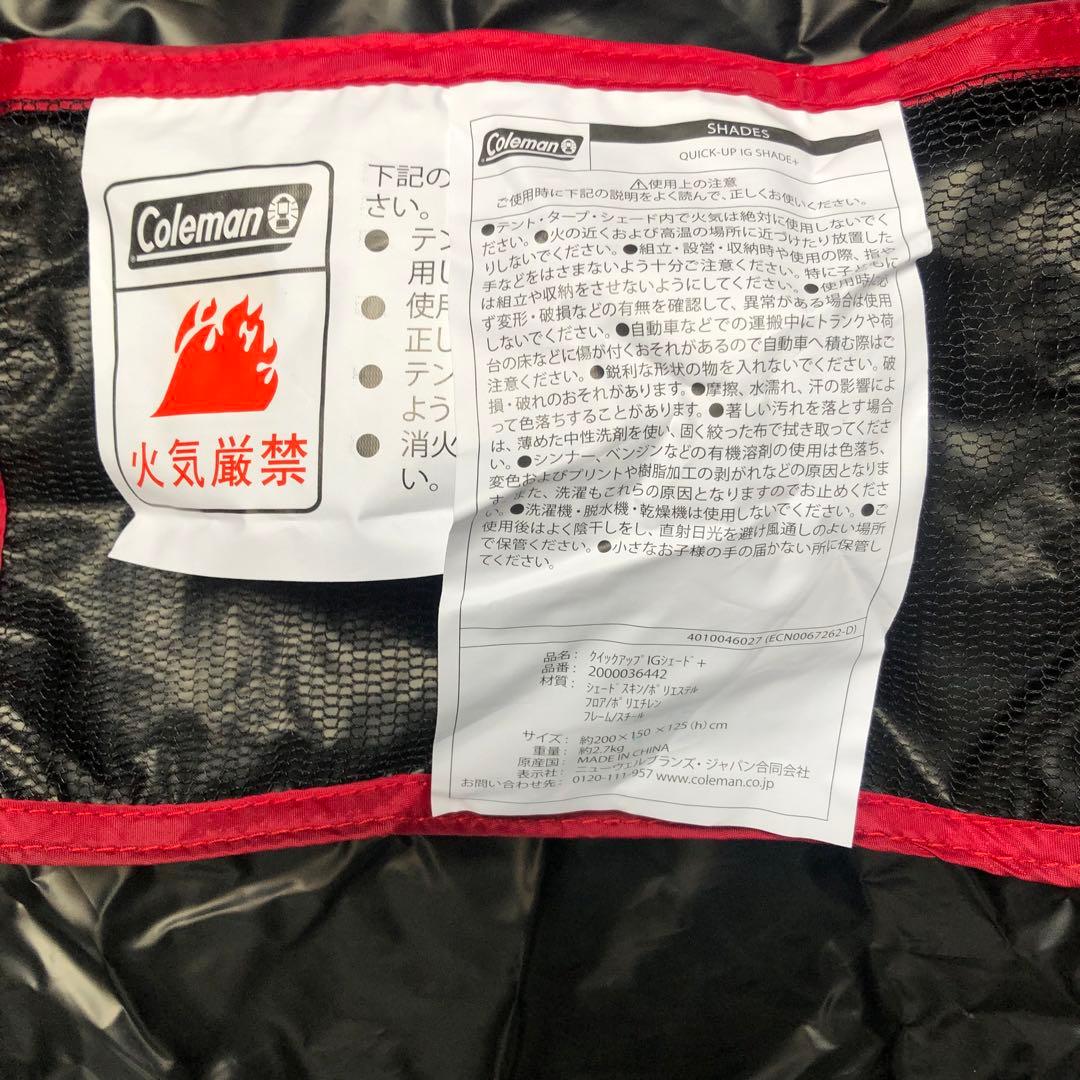 Coleman
火気厳禁
下記の
さい。
● テン
用し
● 使用
正し
● テン
よう
● 消火
い。
Coleman
SHADES
QUICK-UP IG SHADE+
⚠使用上の注意
ご使用時に下記の説明をよく読んで、正しくお使いください。
●テント・タープ・シェード内で火気は絶対に使用しないでく
ださい。●火の近くおよび高温の場所に近づけたり放置した
りしないでください。●組立・設営・収納時や使用の際、指や
手などをはさまないよう十分ご注意ください。特に子どもに
は組立や収納をさせないようにしてください。●使用時は必
ず変形・破損などの有無を確認して、異常がある場合は使用
しないでください。●自動車などでの運搬中にトランクや荷
台の床などに傷が付くおそれがあるので自動車へ積む際はご
注意ください。●鋭利な形状の物を入れないでください。破
損・破れのおそれがあります。●摩擦、水濡れ、汗の影響によ
って色落ちすることがあります。●著しい汚れを落とす場合
は、薄めた中性洗剤を使い、固く絞った布で拭き取ってくださ
い。●シンナー、ベンジンなどの有機溶剤の使用は色落ち、
変色およびプリントや樹脂加工の剥がれなどの原因となりま
す。また、洗濯もこれらの原因となりますのでお止めくださ
い。●洗濯機・脱水機・乾燥機は使用しないでください。●ご
使用後はよく陰干しをし、直射日光を避け風通しのよい場所
で保管ください。●小さなお子様の手の届かない所に保管し
てください。
4010046027 (ECN0067262-D)
品名: クイックアップIGシェード+
品番: 2000036442
材質: シェードスキン/ポリエステル
フロア/ポリエチレン
フレーム/スチール
サイズ: 約200×150×125(h)cm
重量: 約2.7kg
原産国: MADE IN CHINA
表示社: ニューウェルブランズ・ジャパン合同会社
お問い合わせ先: 0120-111-957 www.coleman.co.jp